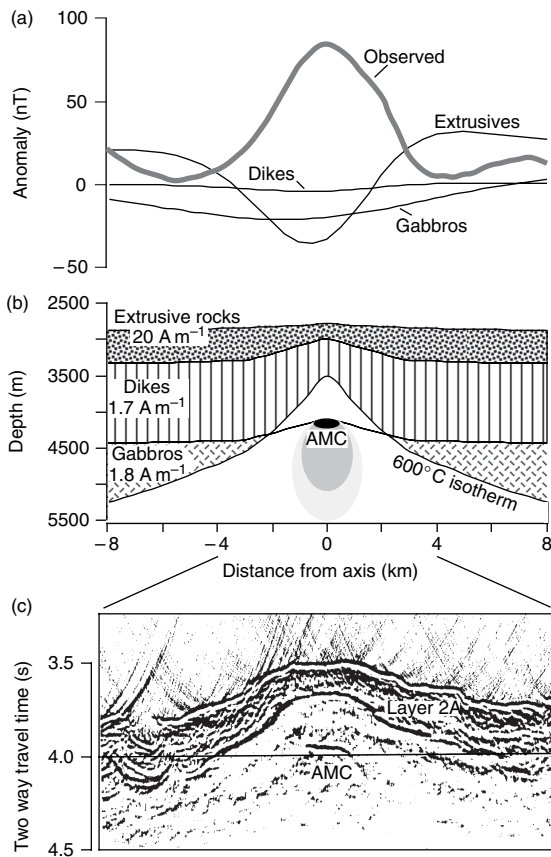 (a)
100
50
0
−50
Anomaly (nT)
Observed
Extrusives
Dikes
Gabbros
(b)
2500
3500
4500
5500
Depth (m)
Extrusive rocks
20 A m⁻¹
Dikes
1.7 A m⁻¹
Gabbros
1.8 A m⁻¹
AMC
600°C isotherm
−8 −4 0 4 8
Distance from axis (km)
(c)
3.5
4.0
4.5
Two way travel time (s)
Layer 2A
AMC